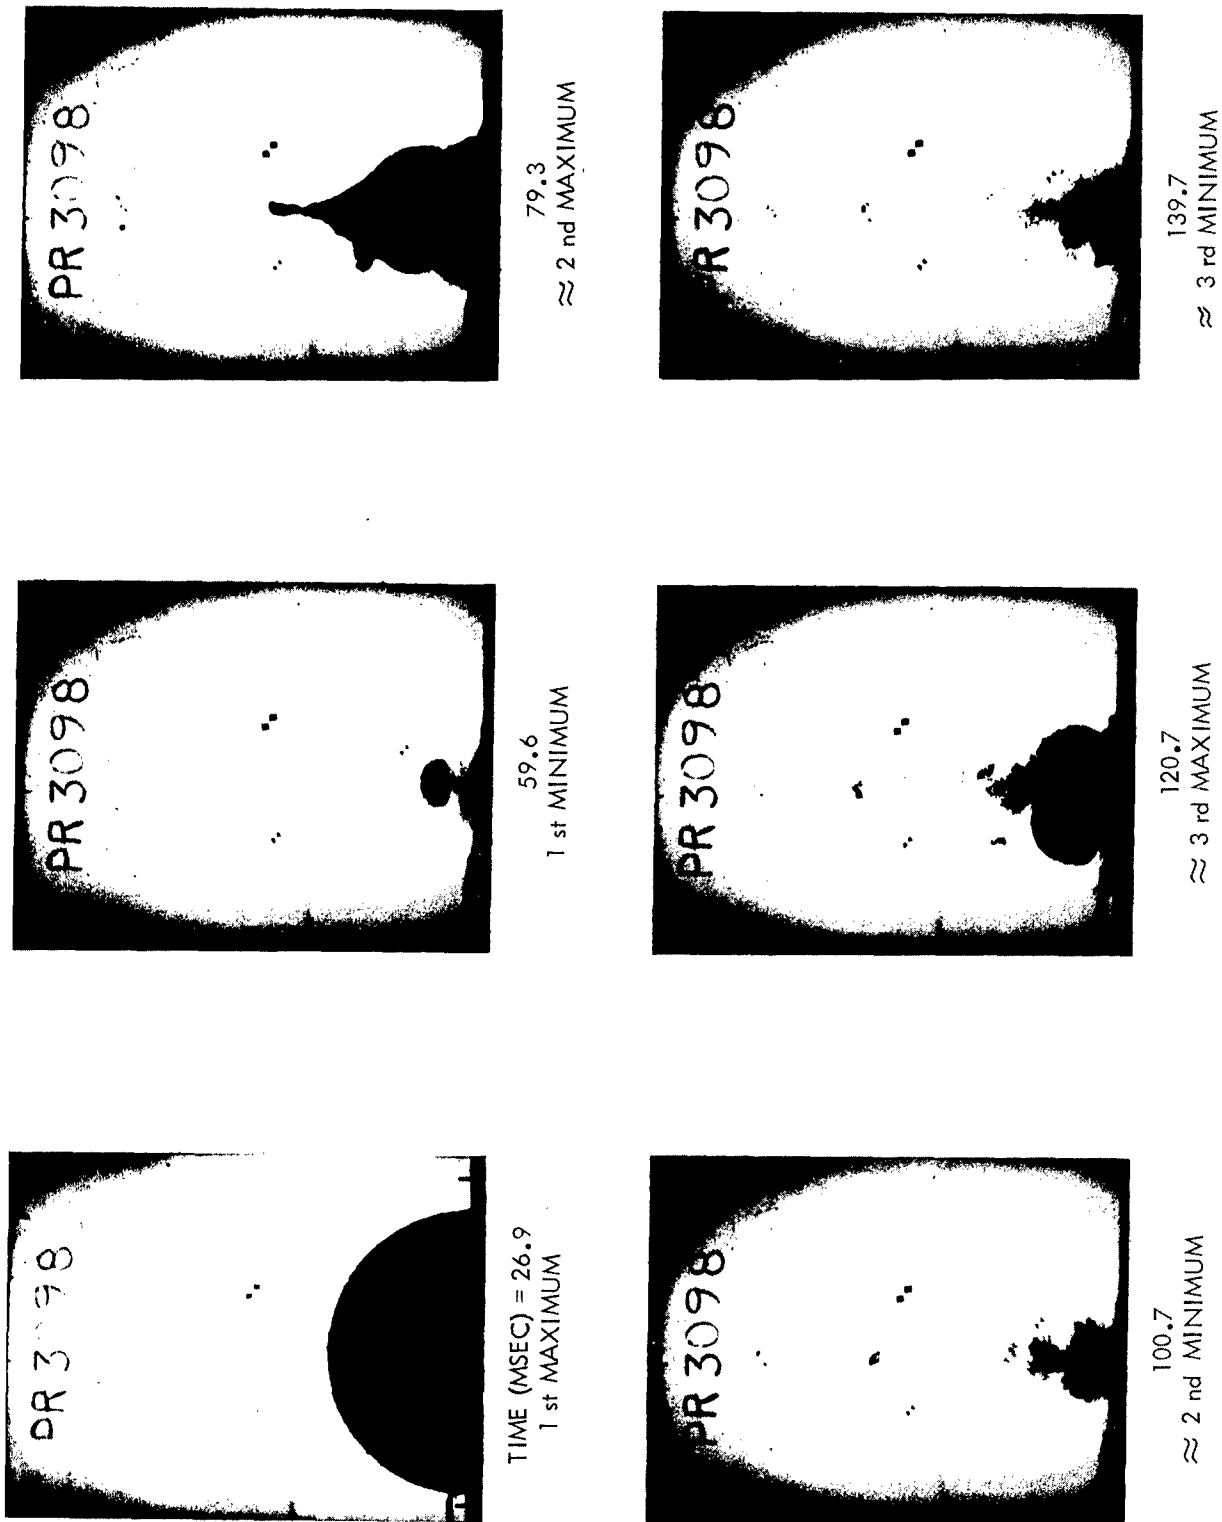 PR 3098
TIME (MSEC) = 26.9
1 st MAXIMUM
PR 3098
59.6
1 st MINIMUM
PR 3098
79.3
≈ 2 nd MAXIMUM
PR 3098
100.7
≈ 2 nd MINIMUM
PR 3098
120.7
≈ 3 rd MAXIMUM
PR 3098
139.7
≈ 3 rd MINIMUM